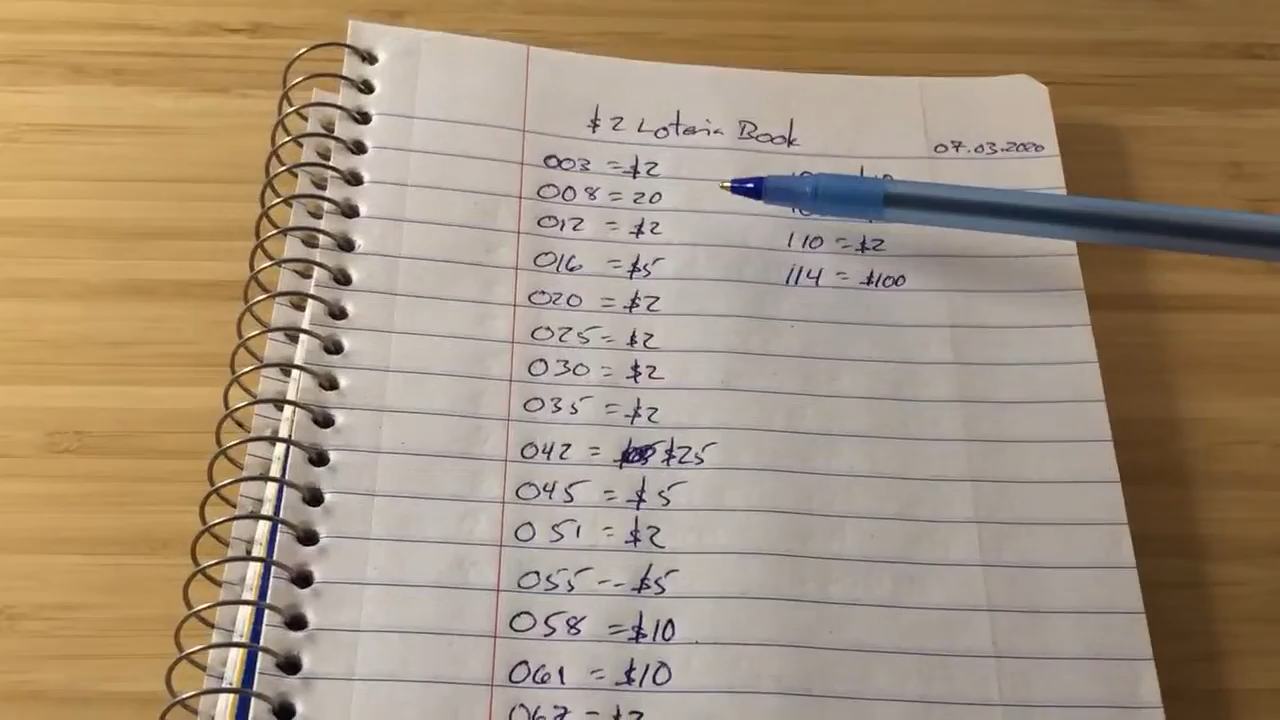 $2 Loteria Book
07.03.2020
003 = $2
008 = 20
012 = $2
016 = $5
020 = $2
025 = $2
030 = $2
035 = $2
042 = $25
045 = $5
051 = $2
055 -- $5
058 = $10
061 = $10
067 = $2
110 = $2
114 = $100